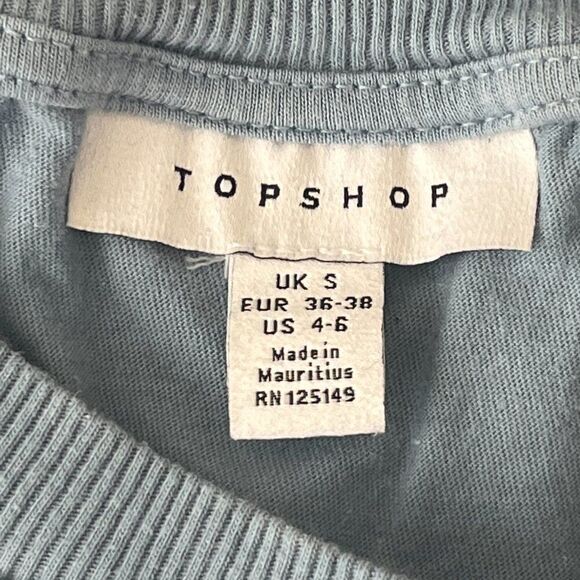 TOPSHOP
UK S
EUR 36-38
US 4-6
Made in
Mauritius
RN 125149